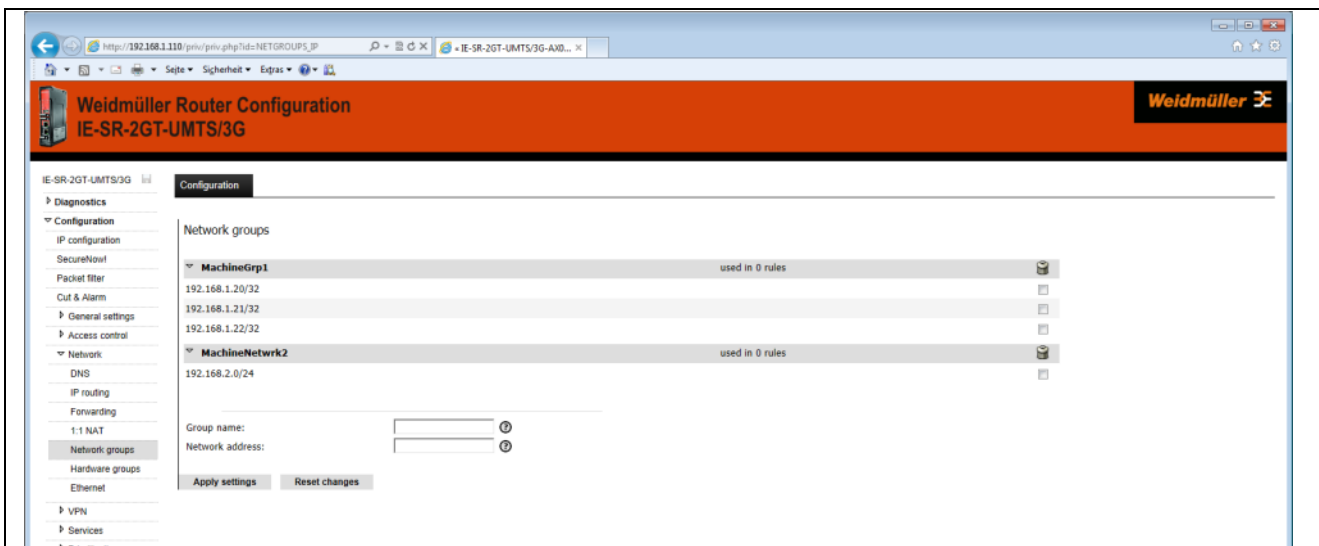 http://192.168.1.110/priv/priv.php?id=NETGROUPS_IP
IE-SR-2GT-UMTS/3G-AX0...
Seite Sicherheit Extras
Weidmüller Router Configuration
IE-SR-2GT-UMTS/3G
Weidmüller
IE-SR-2GT-UMTS/3G
Configuration
Diagnostics
Configuration
IP configuration
SecureNow!
Packet filter
Cut & Alarm
General settings
Access control
Network
DNS
IP routing
Forwarding
1:1 NAT
Network groups
Hardware groups
Ethernet
VPN
Services
Network groups
MachineGrp1 used in 0 rules
192.168.1.20/32
192.168.1.21/32
192.168.1.22/32
MachineNetwrk2 used in 0 rules
192.168.2.0/24
Group name:
Network address:
Apply settings Reset changes